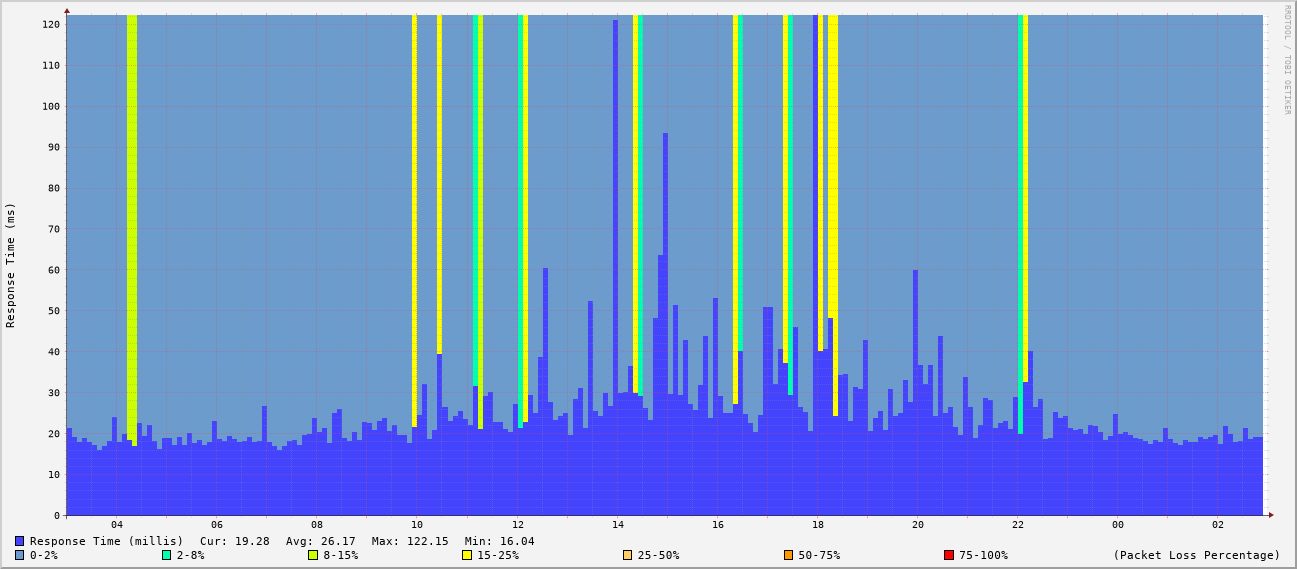 RRDTOOL / TOBI OETIKER
Response Time (ms)
120
110
100
90
80
70
60
50
40
30
20
10
0
04 06 08 10 12 14 16 18 20 22 00 02
Response Time (millis) Cur: 19.28 Avg: 26.17 Max: 122.15 Min: 16.04
0-2% 2-8% 8-15% 15-25% 25-50% 50-75% 75-100% (Packet Loss Percentage)